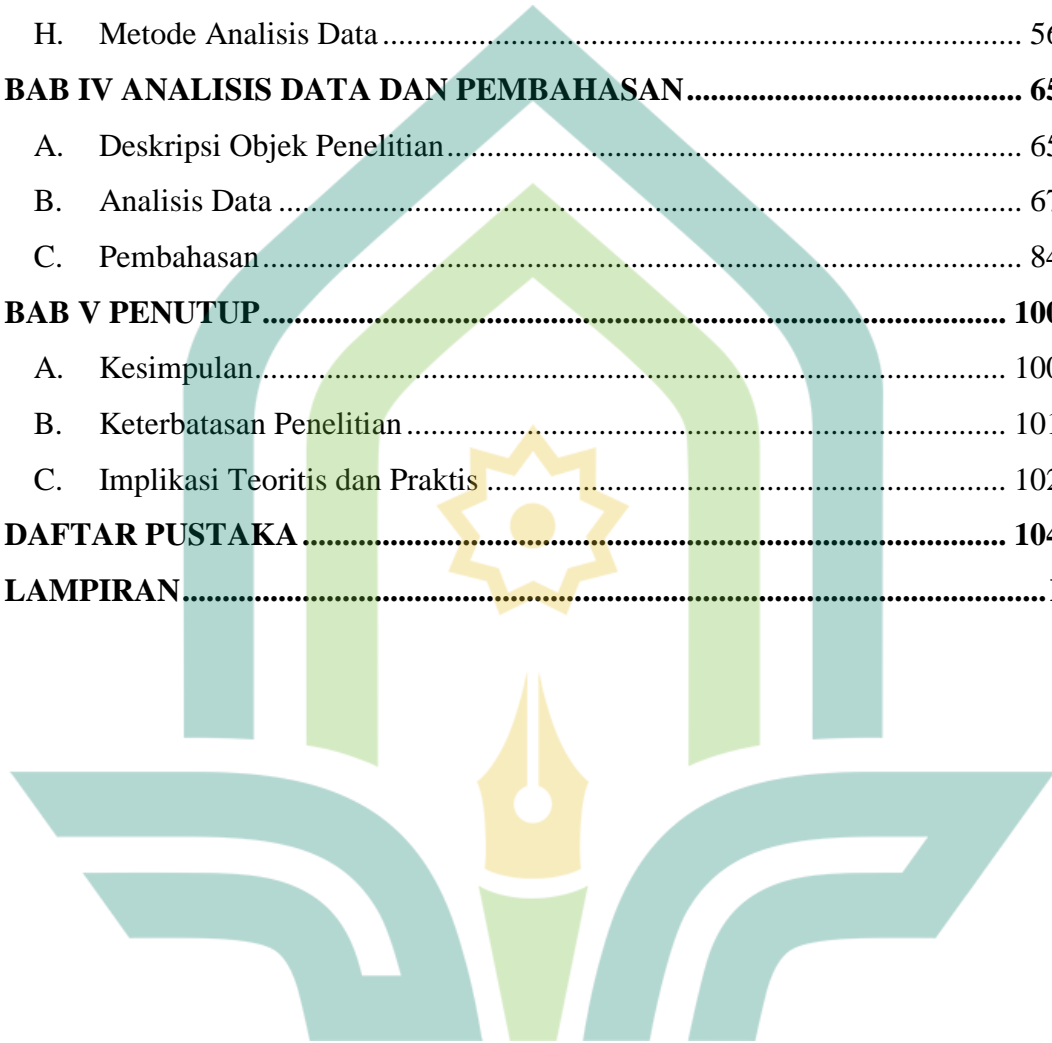 H. Metode Analisis Data ........................................................ 56
BAB IV ANALISIS DATA DAN PEMBAHASAN ........................................................ 65
A. Deskripsi Objek Penelitian ........................................................ 65
B. Analisis Data ........................................................ 67
C. Pembahasan ........................................................ 84
BAB V PENUTUP ........................................................ 100
A. Kesimpulan ........................................................ 100
B. Keterbatasan Penelitian ........................................................ 101
C. Implikasi Teoritis dan Praktis ........................................................ 102
DAFTAR PUSTAKA ........................................................ 104
LAMPIRAN ........................................................